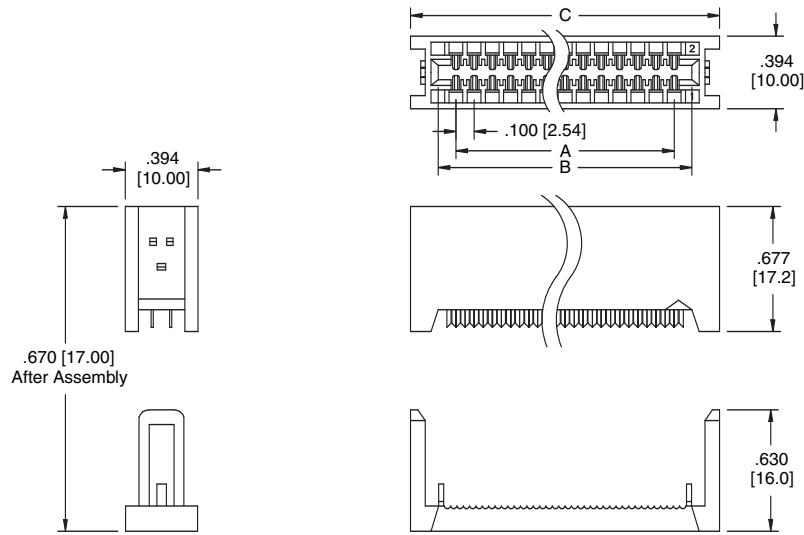 C
2
.394
[10.00]
.100 [2.54]
A
B
.394
[10.00]
.677
[17.2]
.670 [17.00]
After Assembly
.630
[16.0]